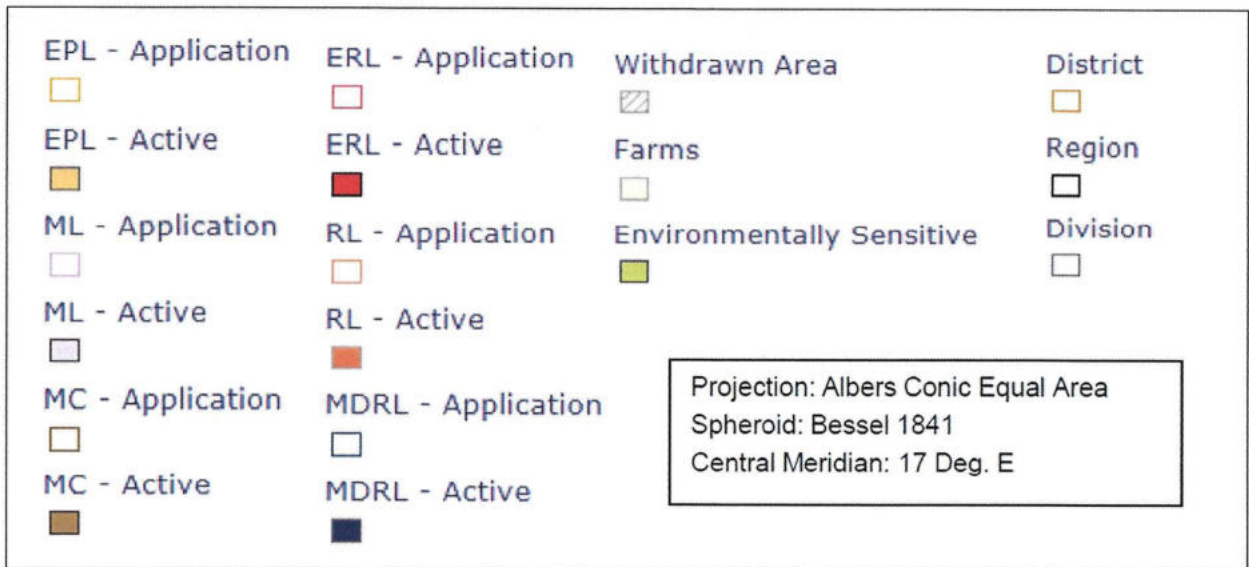 EPL - Application
EPL - Active
ML - Application
ML - Active
MC - Application
MC - Active
ERL - Application
ERL - Active
RL - Application
RL - Active
MDRL - Application
MDRL - Active
Withdrawn Area
Farms
Environmentally Sensitive
District
Region
Division
Projection: Albers Conic Equal Area
Spheroid: Bessel 1841
Central Meridian: 17 Deg. E